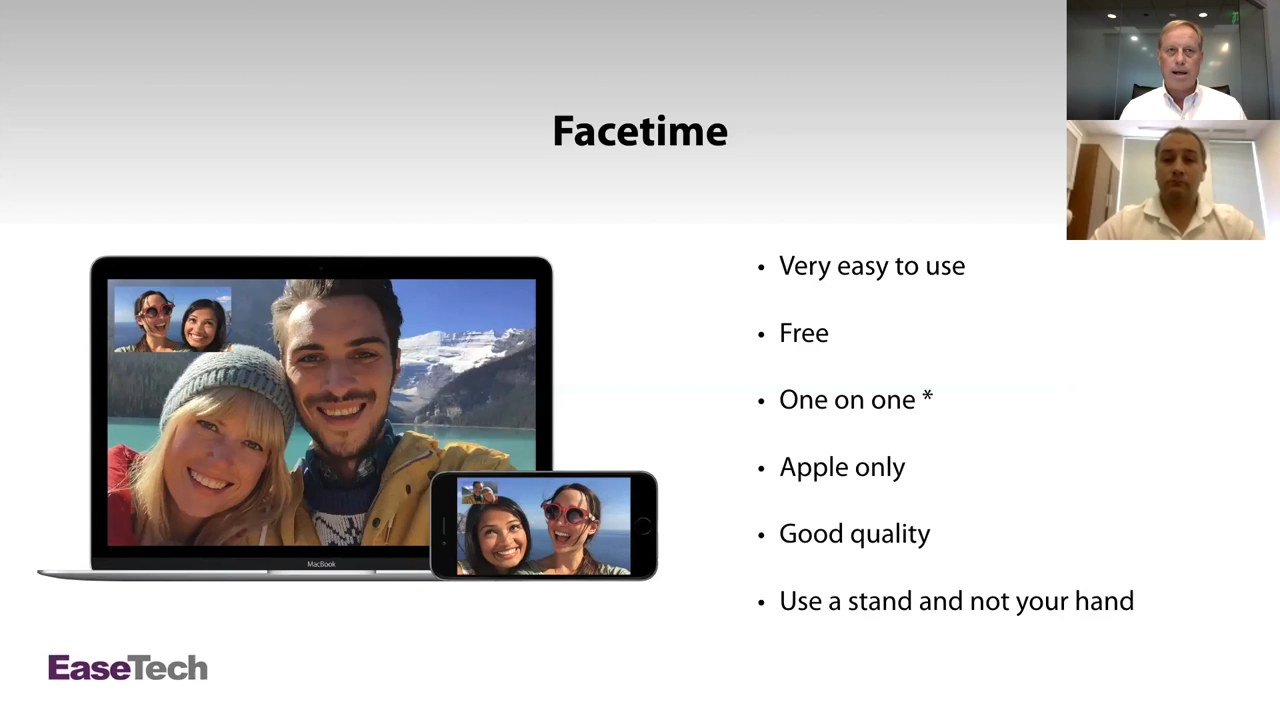 Facetime
• Very easy to use
• Free
• One on one *
• Apple only
• Good quality
• Use a stand and not your hand
MacBook
EaseTech